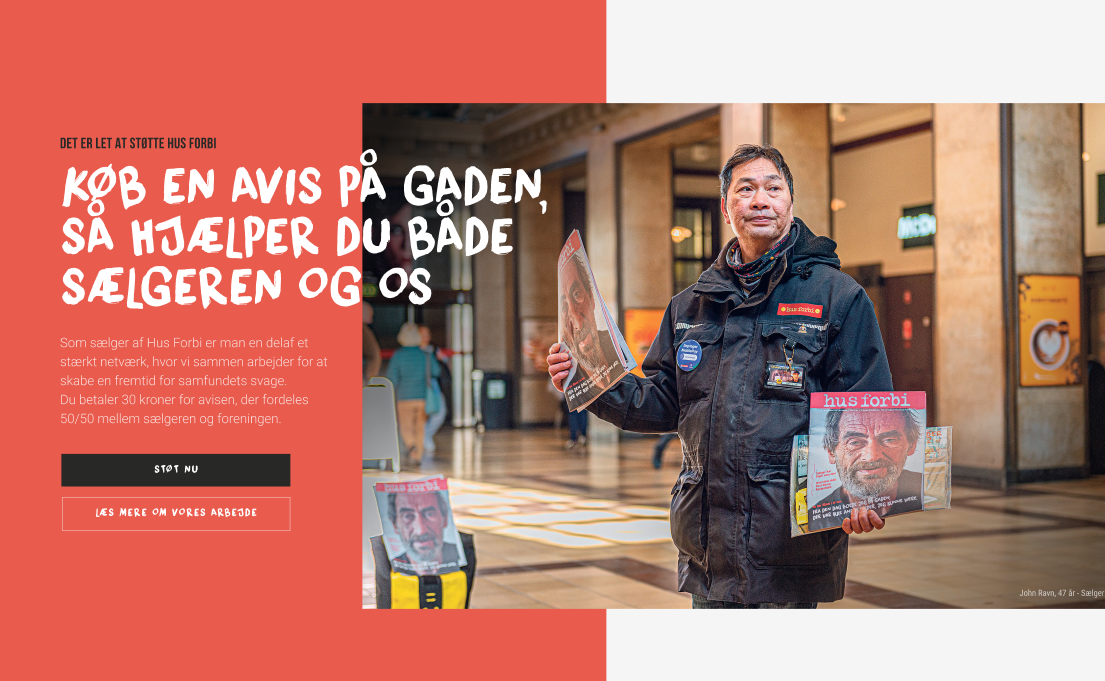 DET ER LET AT STØTTE HUS FORBI
KØB EN AVIS PÅ GADEN,
SÅ HJÆLPER DU BÅDE
SÆLGEREN OG OS
Som sælger af Hus Forbi er man en delaf et
stærkt netværk, hvor vi sammen arbejder for at
skabe en fremtid for samfundets svage.
Du betaler 30 kroner for avisen, der fordeles
50/50 mellem sælgeren og foreningen.
STØT NU
LÆS MERE OM VORES ARBEJDE
hus forbi
hus forbi
hus forbi
John Ravn, 47 år - Sælger